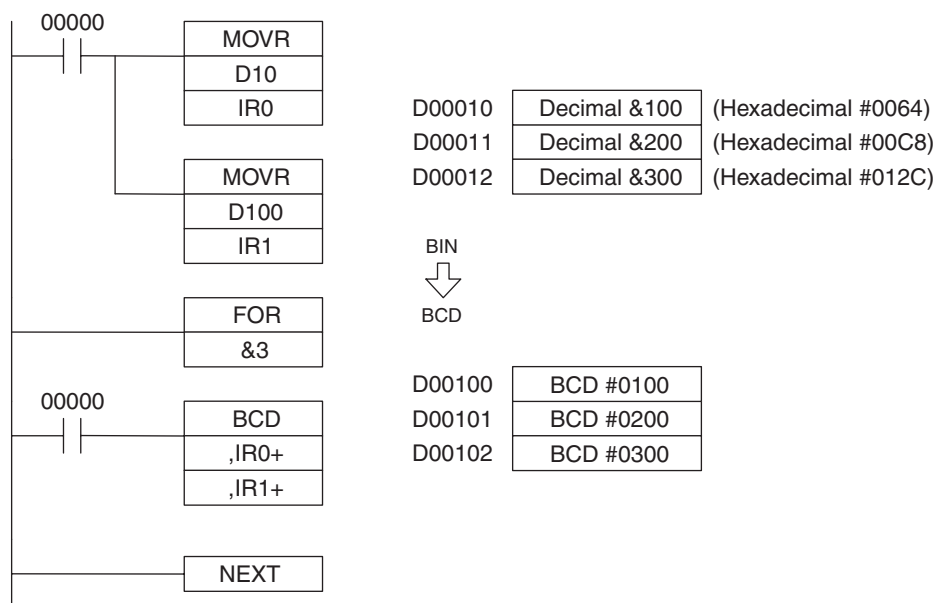 00000
MOVR
D10
IR0
MOVR
D100
IR1
FOR
&3
00000
BCD
,IR0+
,IR1+
NEXT
D00010 Decimal &100 (Hexadecimal #0064)
D00011 Decimal &200 (Hexadecimal #00C8)
D00012 Decimal &300 (Hexadecimal #012C)
BIN
BCD
D00100 BCD #0100
D00101 BCD #0200
D00102 BCD #0300